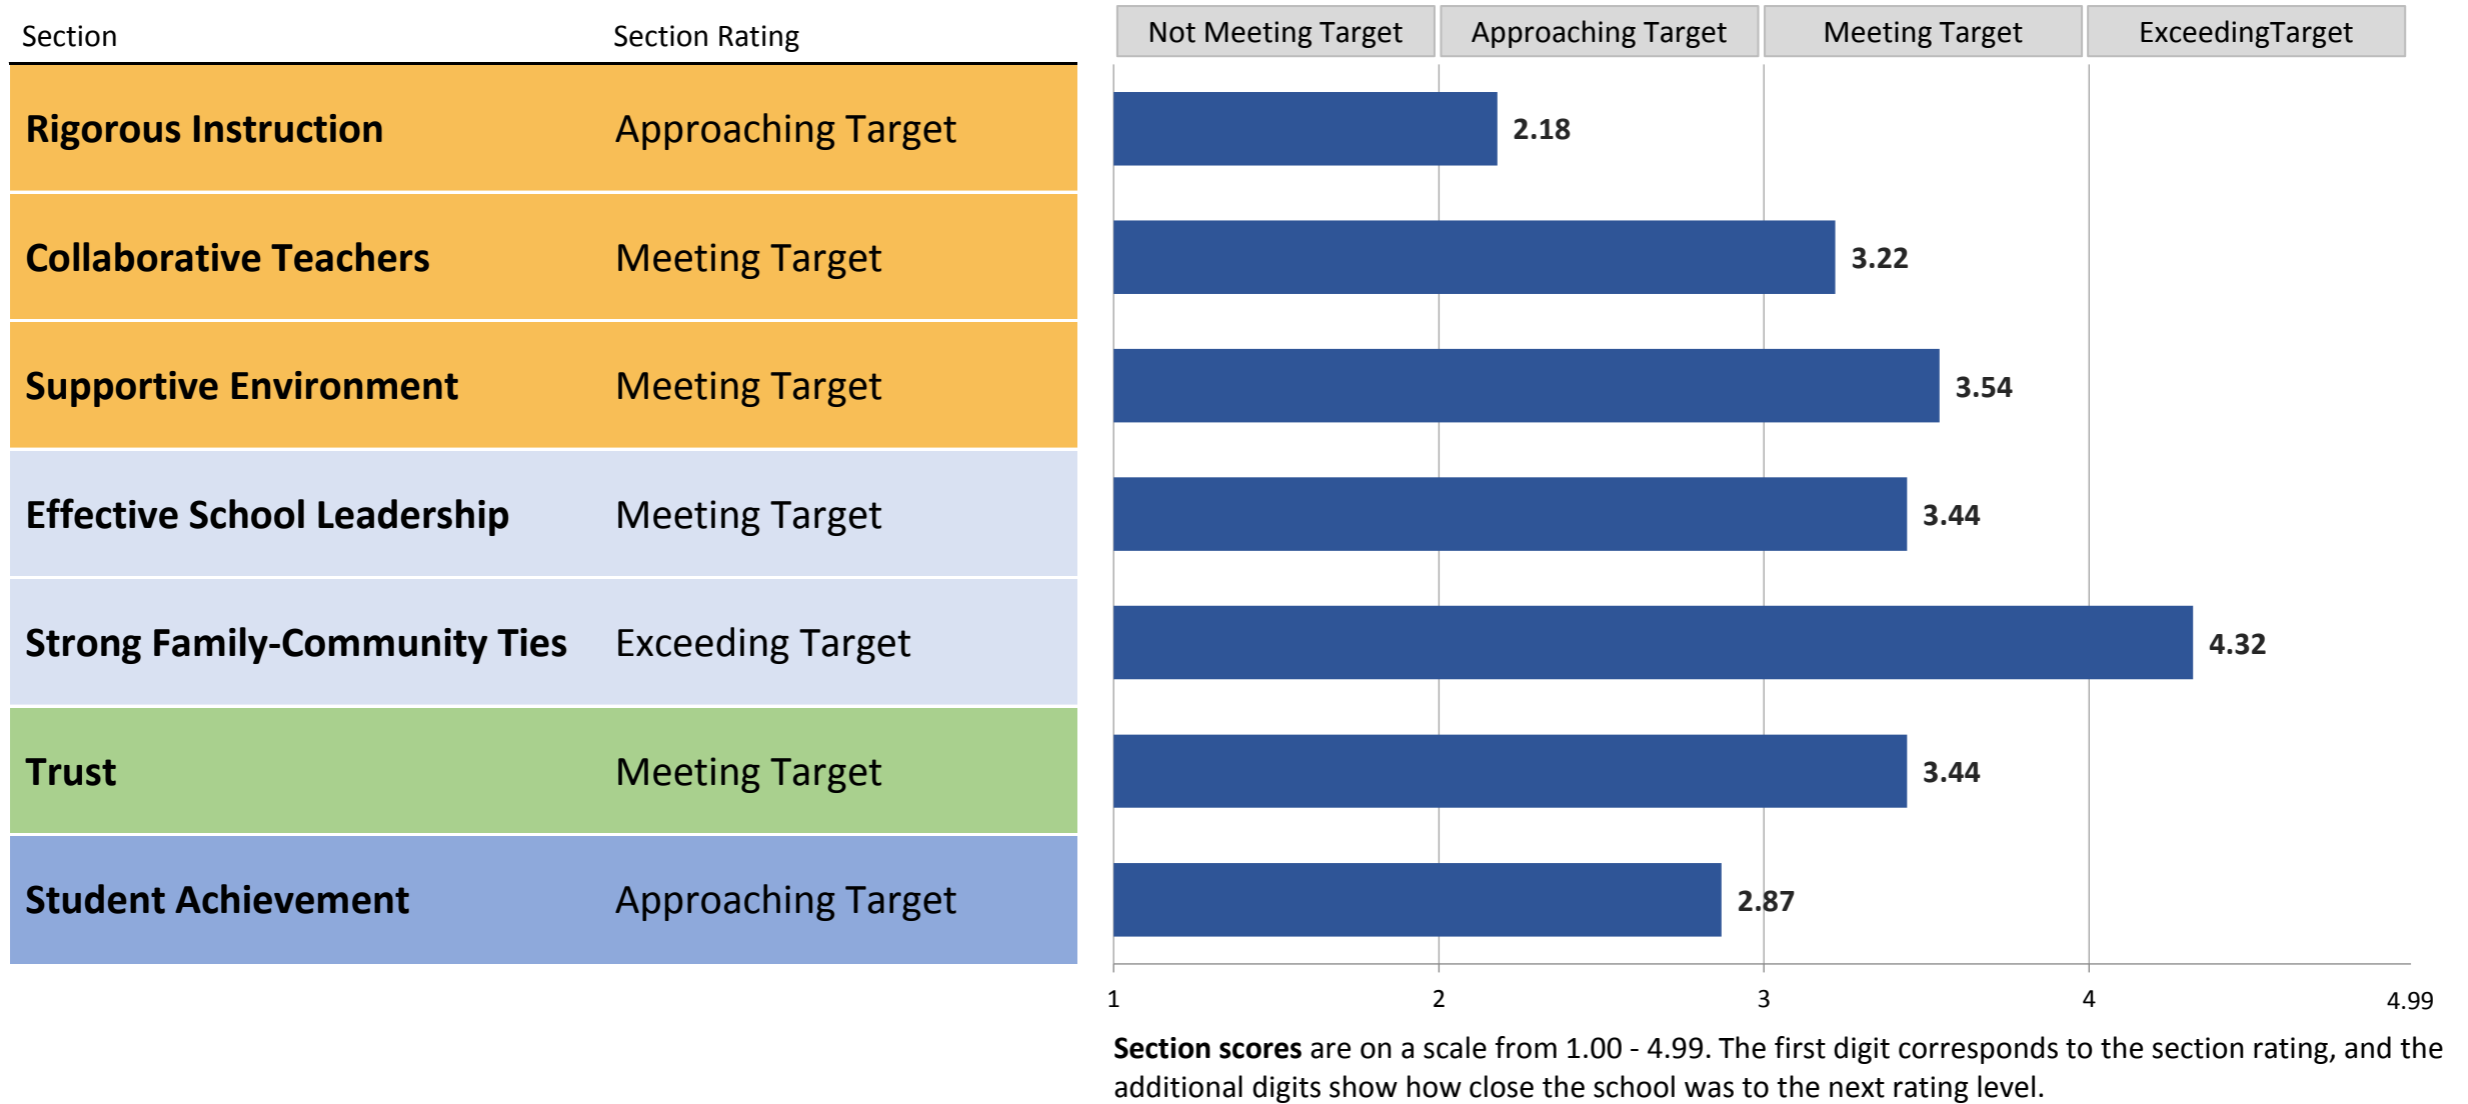 Section Section Rating Not Meeting Target Approaching Target Meeting Target ExceedingTarget
Rigorous Instruction Approaching Target 2.18
Collaborative Teachers Meeting Target 3.22
Supportive Environment Meeting Target 3.54
Effective School Leadership Meeting Target 3.44
Strong Family-Community Ties Exceeding Target 4.32
Trust Meeting Target 3.44
Student Achievement Approaching Target 2.87
1 2 3 4 4.99
Section scores are on a scale from 1.00 - 4.99. The first digit corresponds to the section rating, and the
additional digits show how close the school was to the next rating level.